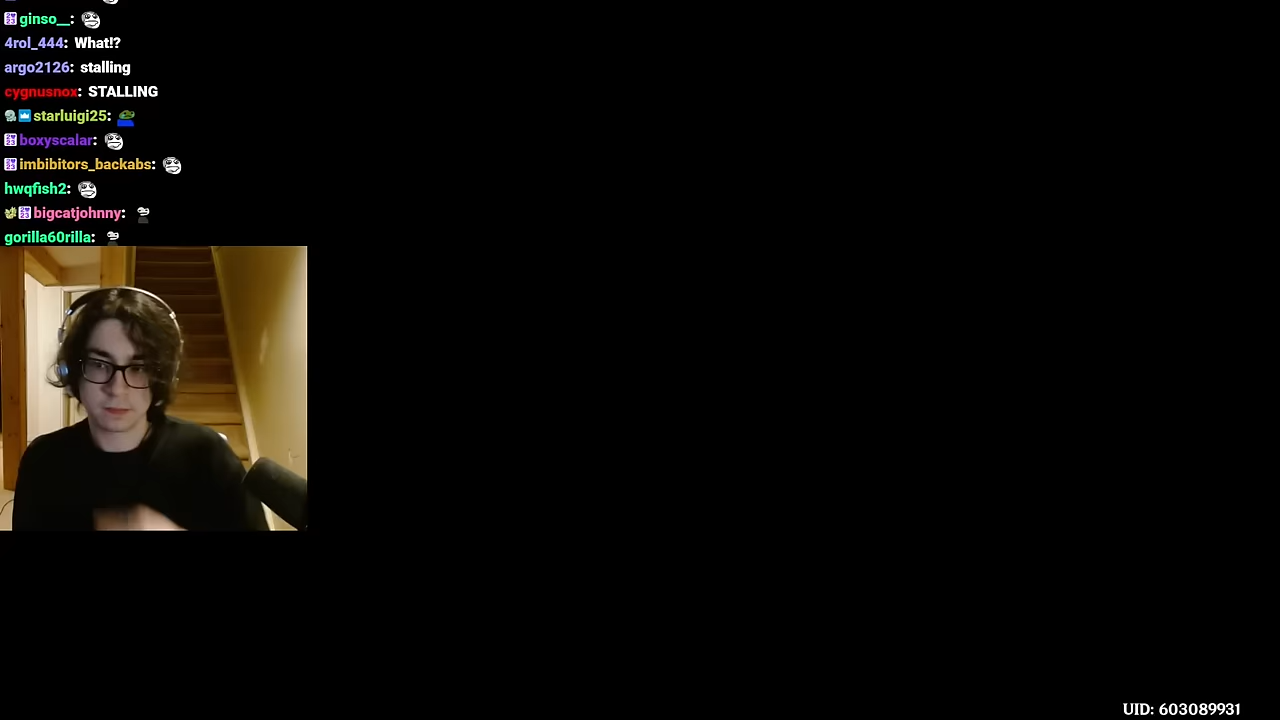 ginso__:
4rol_444: What!?
argo2126: stalling
cygnusnox: STALLING
starluigi25:
boxyscalar:
imbibitors_backabs:
hwqfish2:
bigcatjohnny:
gorilla60rilla:
UID: 603089931